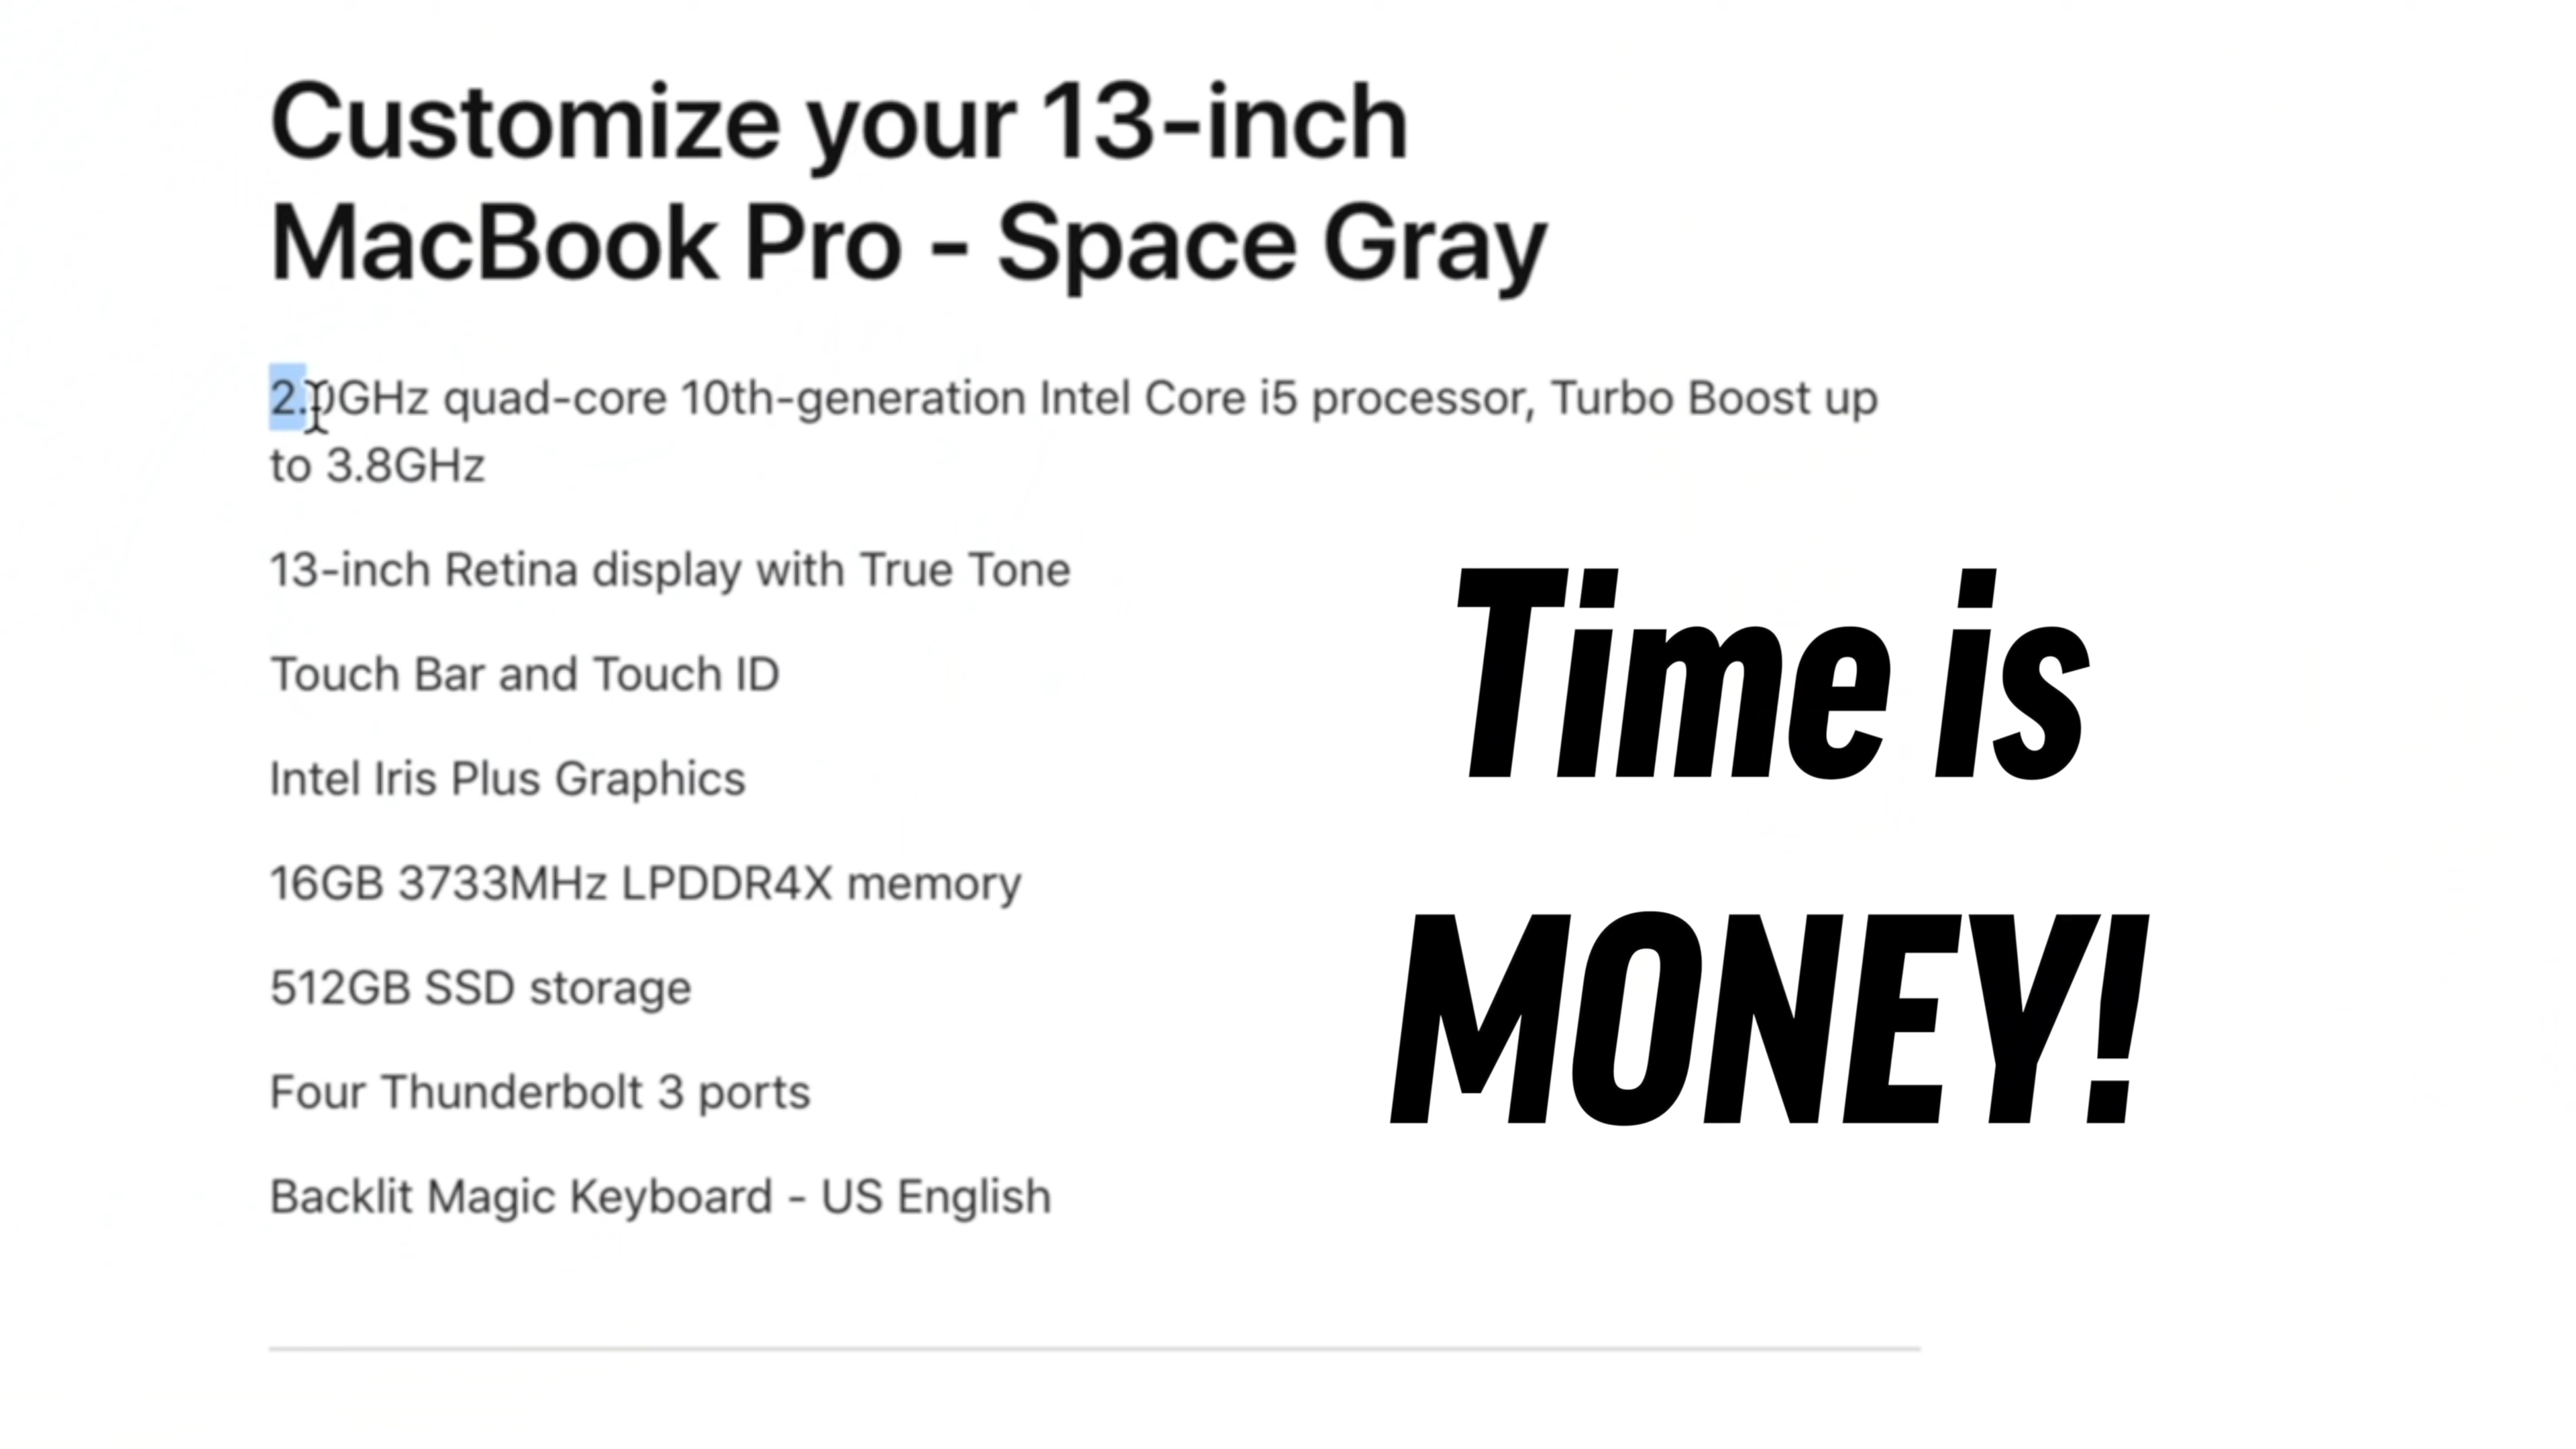 Customize your 13-inch
MacBook Pro - Space Gray
2.0GHz quad-core 10th-generation Intel Core i5 processor, Turbo Boost up
to 3.8GHz
13-inch Retina display with True Tone
Touch Bar and Touch ID
Intel Iris Plus Graphics
16GB 3733MHz LPDDR4X memory
512GB SSD storage
Four Thunderbolt 3 ports
Backlit Magic Keyboard - US English
Time is
MONEY!